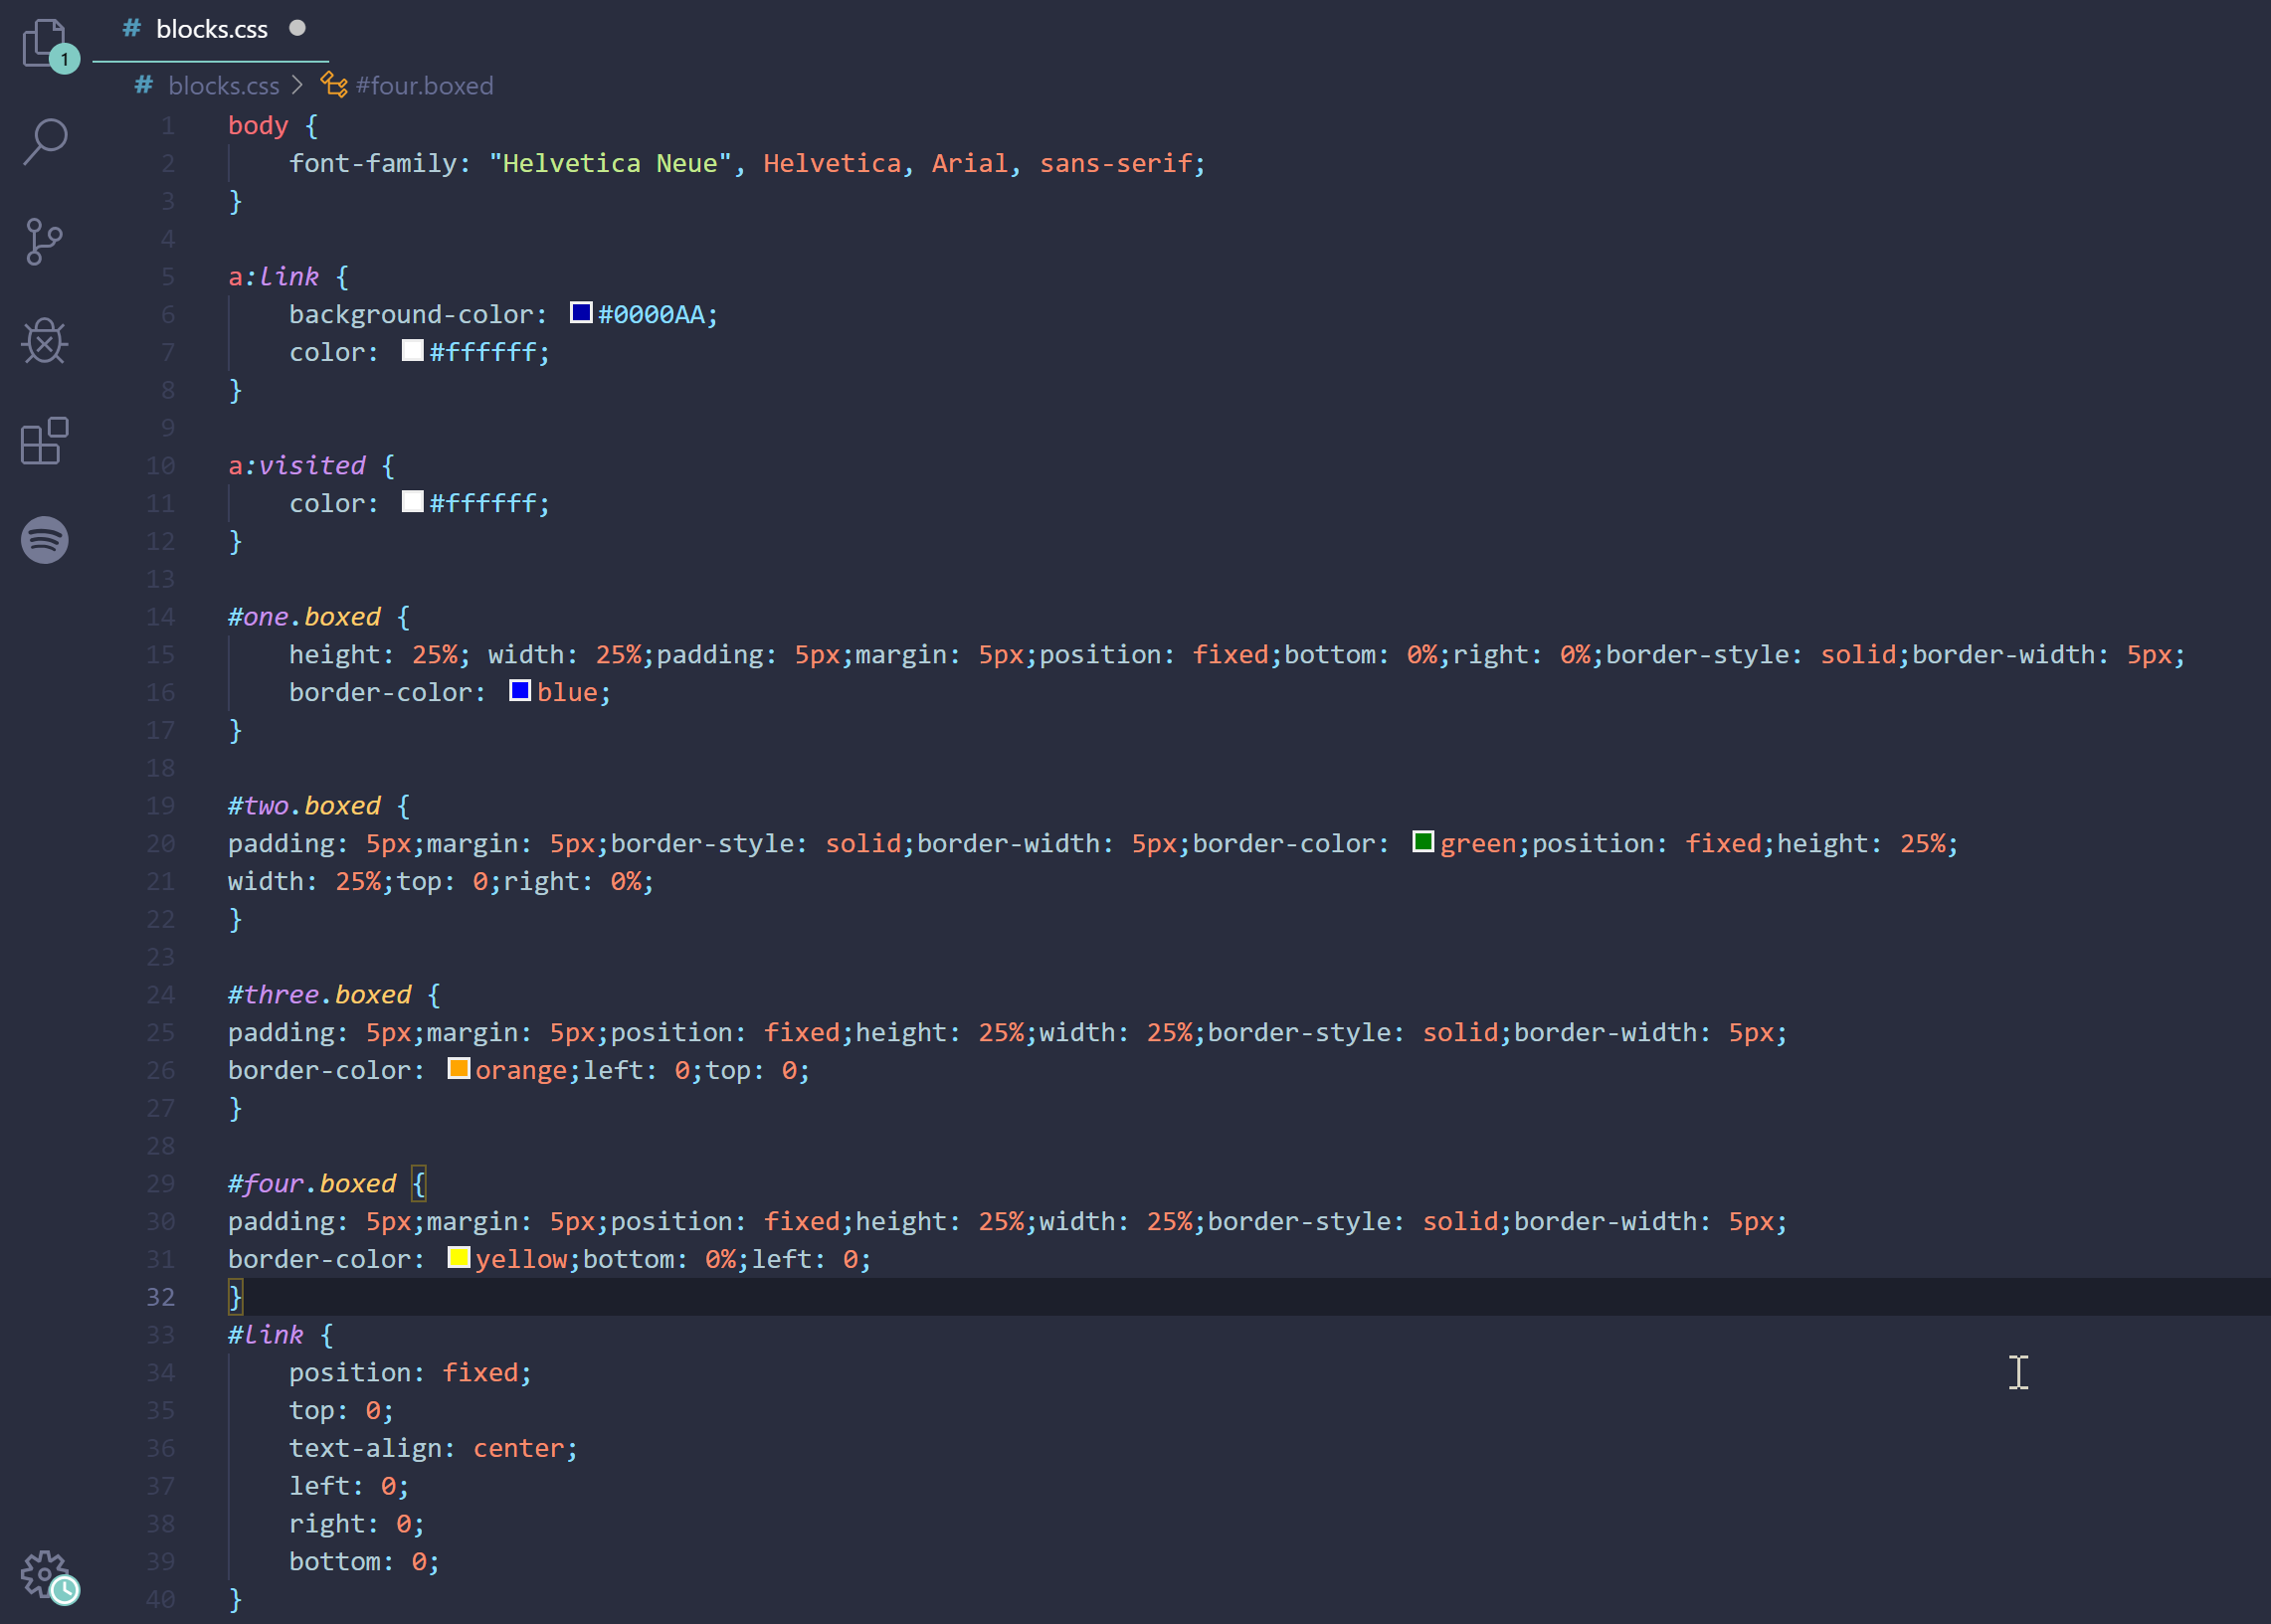 # blocks.css ●
1
# blocks.css > #four.boxed
1 body {
2     font-family: "Helvetica Neue", Helvetica, Arial, sans-serif;
3 }
4
5 a:link {
6     background-color: #0000AA;
7     color: #ffffff;
8 }
9
10 a:visited {
11     color: #ffffff;
12 }
13
14 #one.boxed {
15     height: 25%; width: 25%;padding: 5px;margin: 5px;position: fixed;bottom: 0%;right: 0%;border-style: solid;border-width: 5px;
16     border-color: blue;
17 }
18
19 #two.boxed {
20 padding: 5px;margin: 5px;border-style: solid;border-width: 5px;border-color: green;position: fixed;height: 25%;
21 width: 25%;top: 0;right: 0%;
22 }
23
24 #three.boxed {
25 padding: 5px;margin: 5px;position: fixed;height: 25%;width: 25%;border-style: solid;border-width: 5px;
26 border-color: orange;left: 0;top: 0;
27 }
28
29 #four.boxed {
30 padding: 5px;margin: 5px;position: fixed;height: 25%;width: 25%;border-style: solid;border-width: 5px;
31 border-color: yellow;bottom: 0%;left: 0;
32 }
33 #link {
34     position: fixed;
35     top: 0;
36     text-align: center;
37     left: 0;
38     right: 0;
39     bottom: 0;
40 }